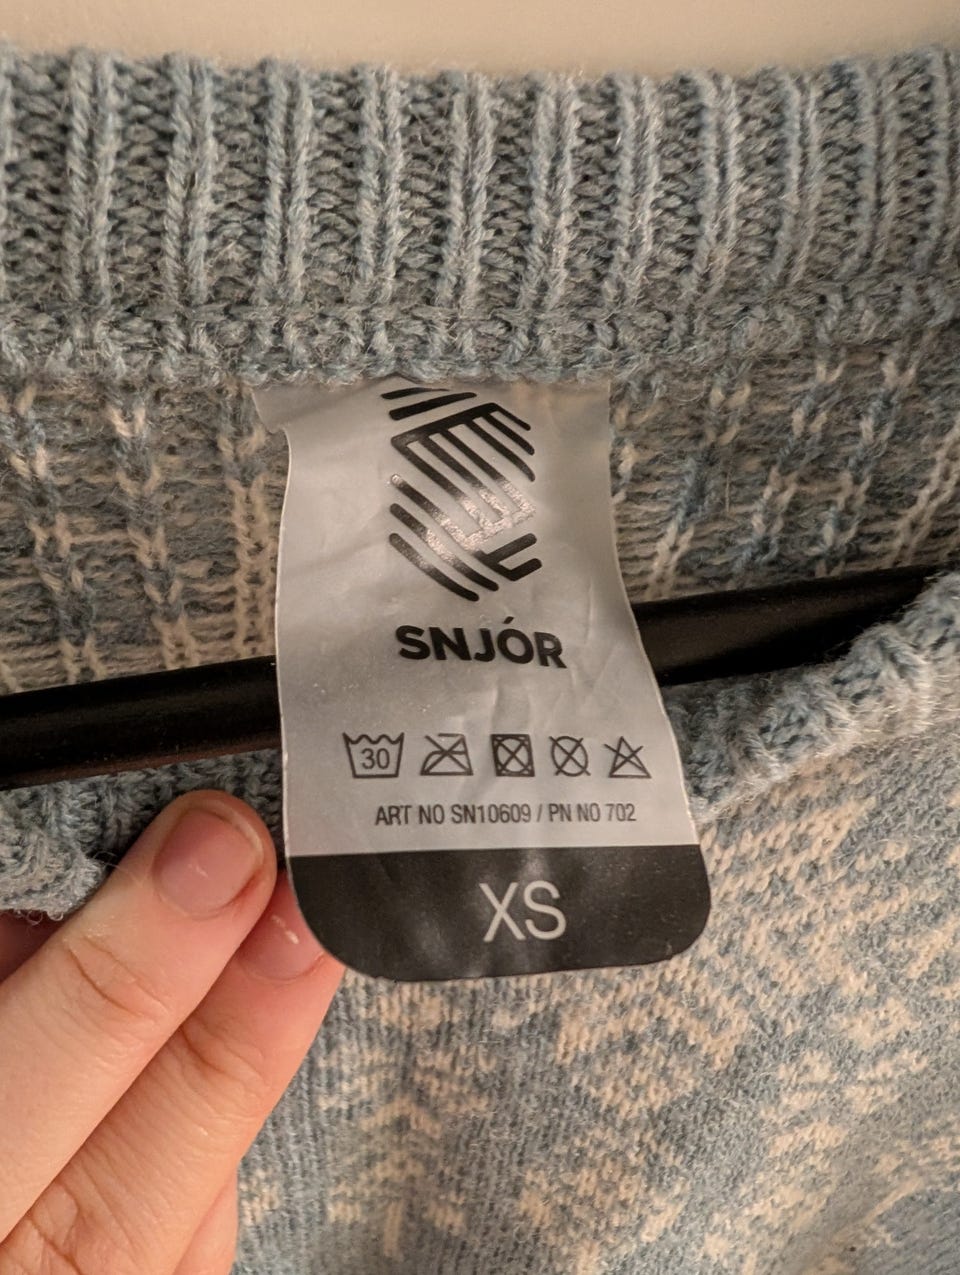 SNJÓR
30
ART NO SN10609 / PN NO 702
XS